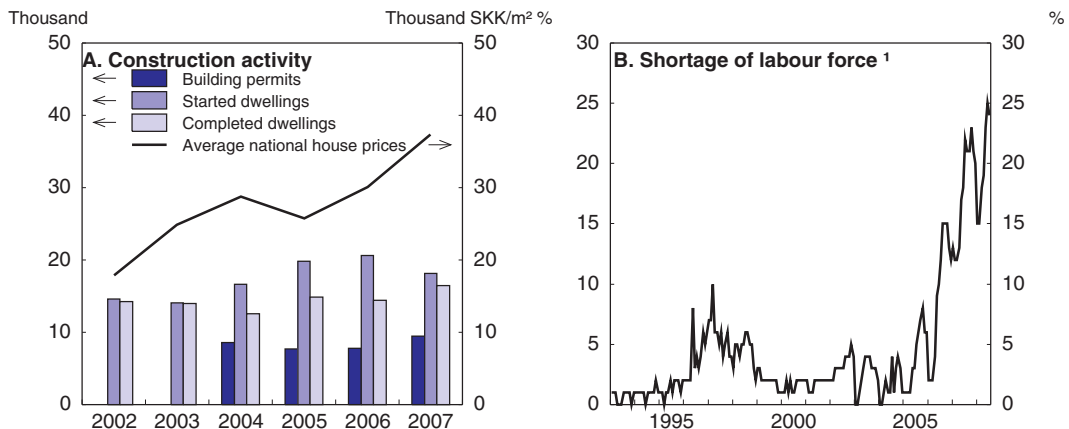 Thousand
Thousand SKK/m² %
%
A. Construction activity
Building permits
Started dwellings
Completed dwellings
Average national house prices
50
40
30
20
10
0
50
40
30
20
10
0
2002 2003 2004 2005 2006 2007
B. Shortage of labour force ¹
30
25
20
15
10
5
0
30
25
20
15
10
5
0
1995 2000 2005